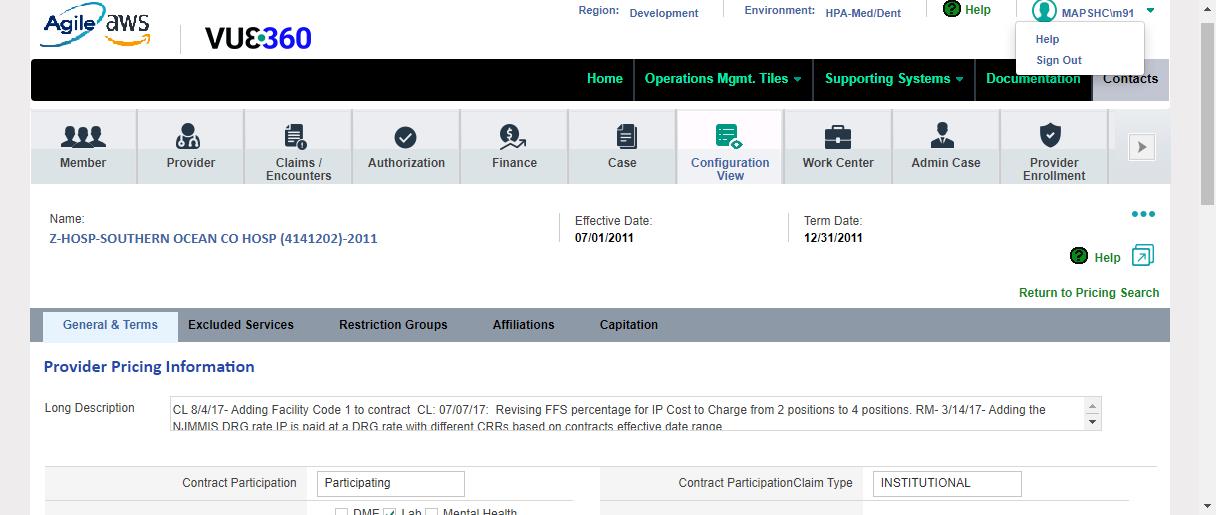 Agile aws
VUE360
Region: Development
Environment: HPA-Med/Dent
? Help
MAPSHC\m91
Help
Sign Out
Home
Operations Mgmt. Tiles
Supporting Systems
Documentation
Contacts
Member
Provider
Claims /
Encounters
Authorization
Finance
Case
Configuration
View
Work Center
Admin Case
Provider
Enrollment
Name:
Z-HOSP-SOUTHERN OCEAN CO HOSP (4141202)-2011
Effective Date:
07/01/2011
Term Date:
12/31/2011
? Help
Return to Pricing Search
General & Terms
Excluded Services
Restriction Groups
Affiliations
Capitation
Provider Pricing Information
Long Description
CL 8/4/17- Adding Facility Code 1 to contract  CL: 07/07/17:  Revising FFS percentage for IP Cost to Charge from 2 positions to 4 positions. RM- 3/14/17- Adding the
NJMMIS DRG rate IP is paid at a DRG rate with different CRRs based on contracts effective date range
Contract Participation
Participating
Contract ParticipationClaim Type
INSTITUTIONAL
DME Lab Mental Health